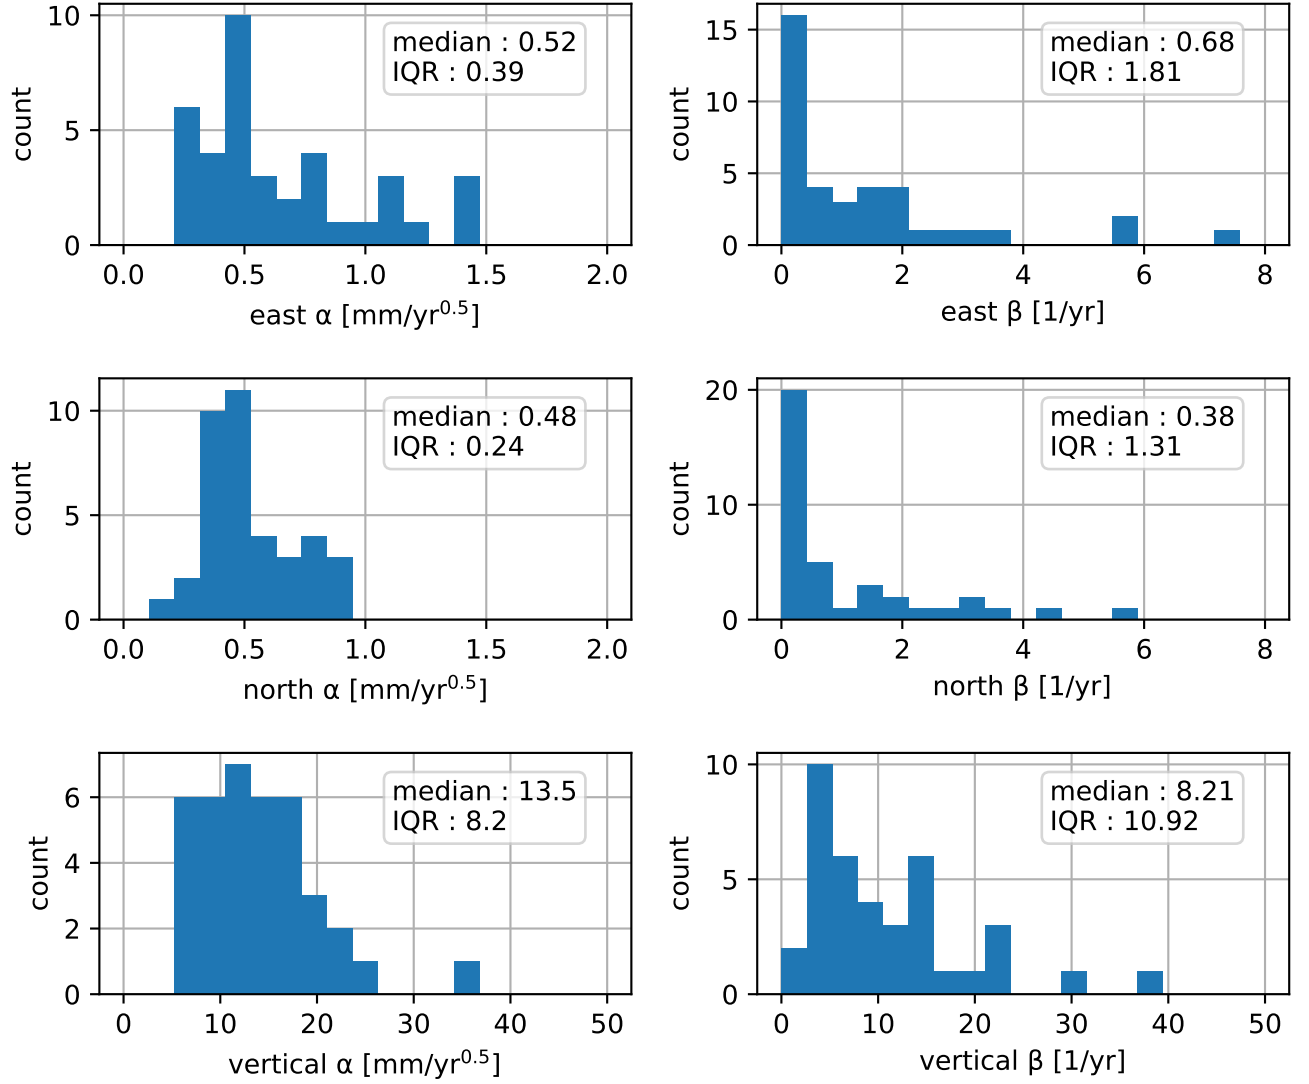 10
5
0
count
median : 0.52
IQR : 0.39
0.0 0.5 1.0 1.5 2.0
east α [mm/yr^0.5]
15
10
5
0
count
median : 0.68
IQR : 1.81
0 2 4 6 8
east β [1/yr]
10
5
0
count
median : 0.48
IQR : 0.24
0.0 0.5 1.0 1.5 2.0
north α [mm/yr^0.5]
20
10
0
count
median : 0.38
IQR : 1.31
0 2 4 6 8
north β [1/yr]
6
4
2
0
count
median : 13.5
IQR : 8.2
0 10 20 30 40 50
vertical α [mm/yr^0.5]
10
5
0
count
median : 8.21
IQR : 10.92
0 10 20 30 40 50
vertical β [1/yr]